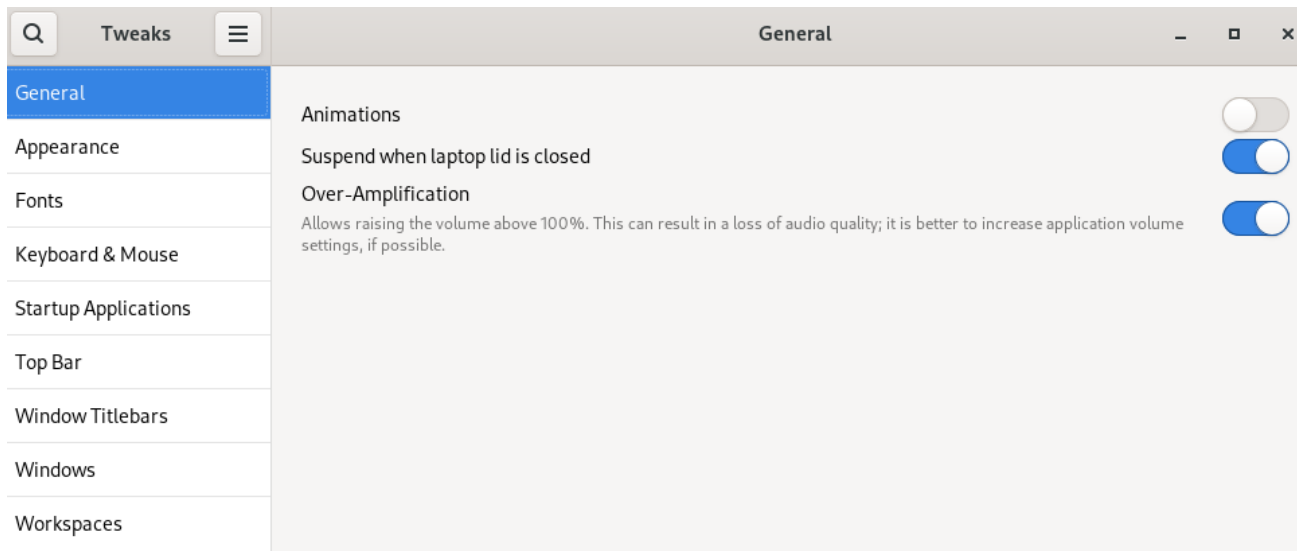 Tweaks
General
General
Appearance
Fonts
Keyboard & Mouse
Startup Applications
Top Bar
Window Titlebars
Windows
Workspaces
Animations
Suspend when laptop lid is closed
Over-Amplification
Allows raising the volume above 100%. This can result in a loss of audio quality; it is better to increase application volume
settings, if possible.